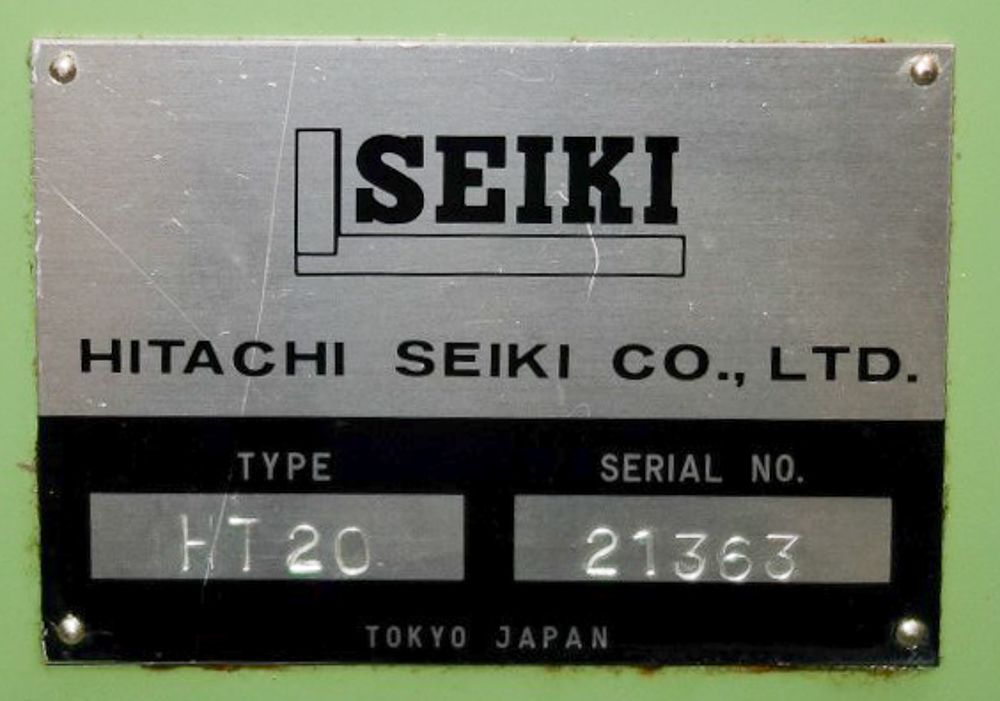 SEIKI
HITACHI SEIKI CO., LTD.
TYPE SERIAL NO.
HT20 21363
TOKYO JAPAN